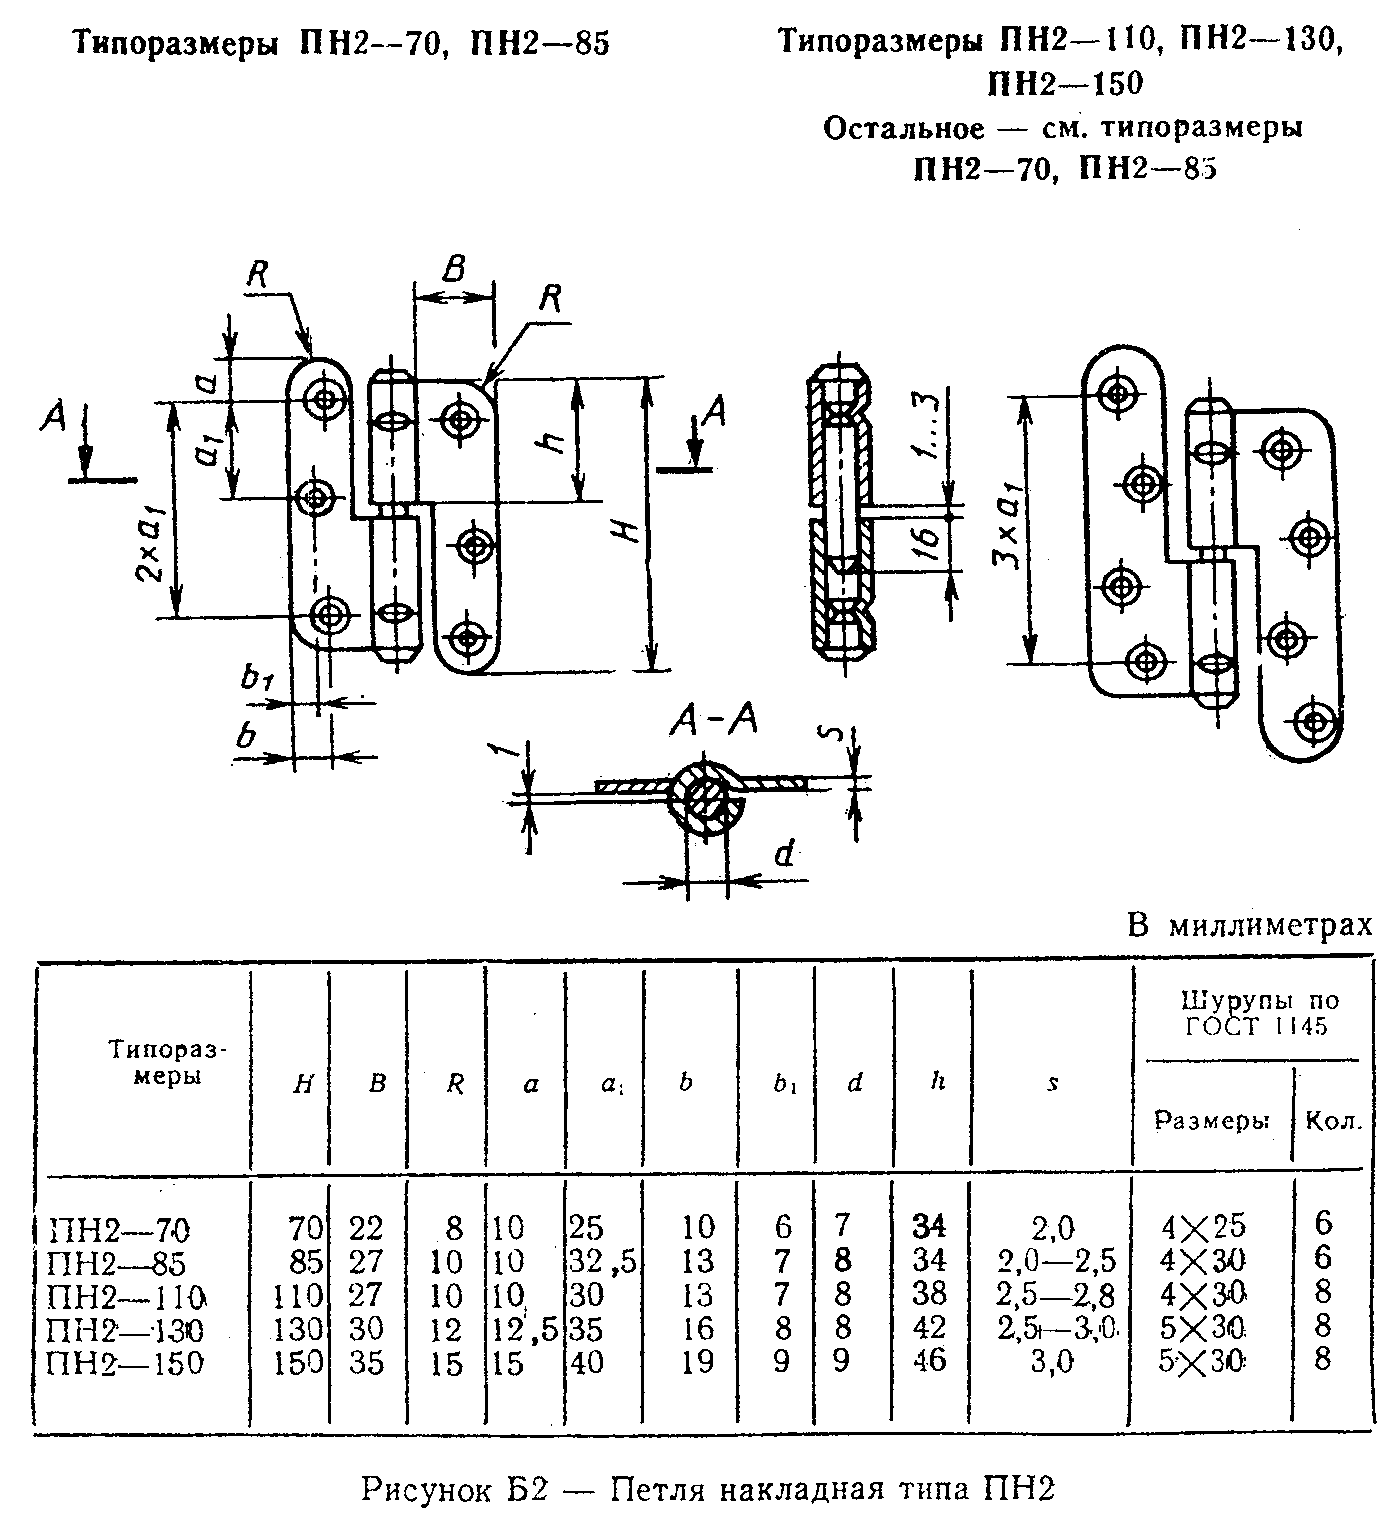 Типоразмеры ПН2—70, ПН2—85
Типоразмеры ПН2—110, ПН2—130,
ПН2—150
Остальное — см. типоразмеры
ПН2—70, ПН2—85
R
B
R
a
a1
2×a1
A
A
h
H
b1
b
1...3
16
3×a1
A-A
1
s
d
В миллиметрах
Типораз-
меры
H B R a a1 b b1 d h s
Шурупы по
ГОСТ 1145
Размеры Кол.
ПН2—70 70 22 8 10 25 10 6 7 34 2,0 4×25 6
ПН2—85 85 27 10 10 32,5 13 7 8 34 2,0—2,5 4×30 6
ПН2—110 110 27 10 10 30 13 7 8 38 2,5—2,8 4×30 8
ПН2—130 130 30 12 12,5 35 16 8 8 42 2,5—3,0 5×30 8
ПН2—150 150 35 15 15 40 19 9 9 46 3,0 5×30 8
Рисунок Б2 — Петля накладная типа ПН2